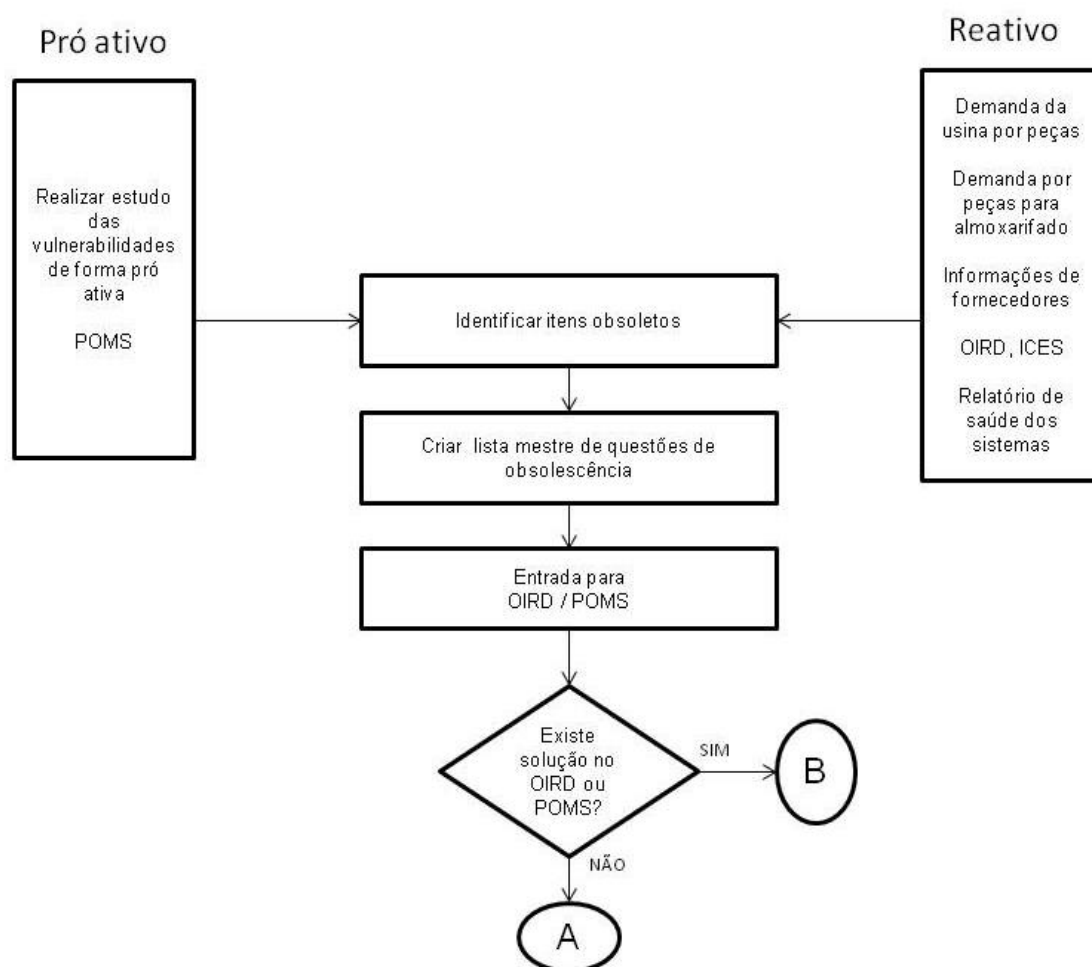 Pró ativo
Reativo
Realizar estudo
das
vulnerabilidades
de forma pró
ativa
POMS
Demanda da
usina por peças
Demanda por
peças para
almoxarifado
Informações de
fornecedores
OIRD, ICES
Relatório de
saúde dos
sistemas
Identificar itens obsoletos
Criar lista mestre de questões de
obsolescência
Entrada para
OIRD / POMS
Existe
solução no
OIRD ou
POMS?
SIM
B
NÃO
A